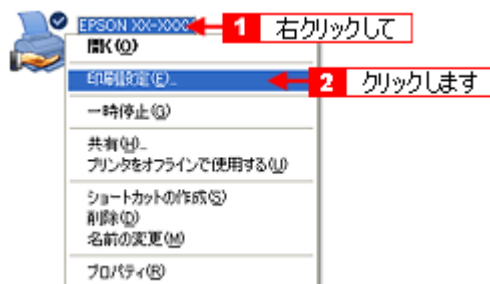 EPSON XX-XXXX
1 右クリックして
開く(O)
印刷設定(E)...
2 クリックします
一時停止(G)
共有(H)...
プリンタをオフラインで使用する(U)
ショートカットの作成(S)
削除(D)
名前の変更(M)
プロパティ(R)